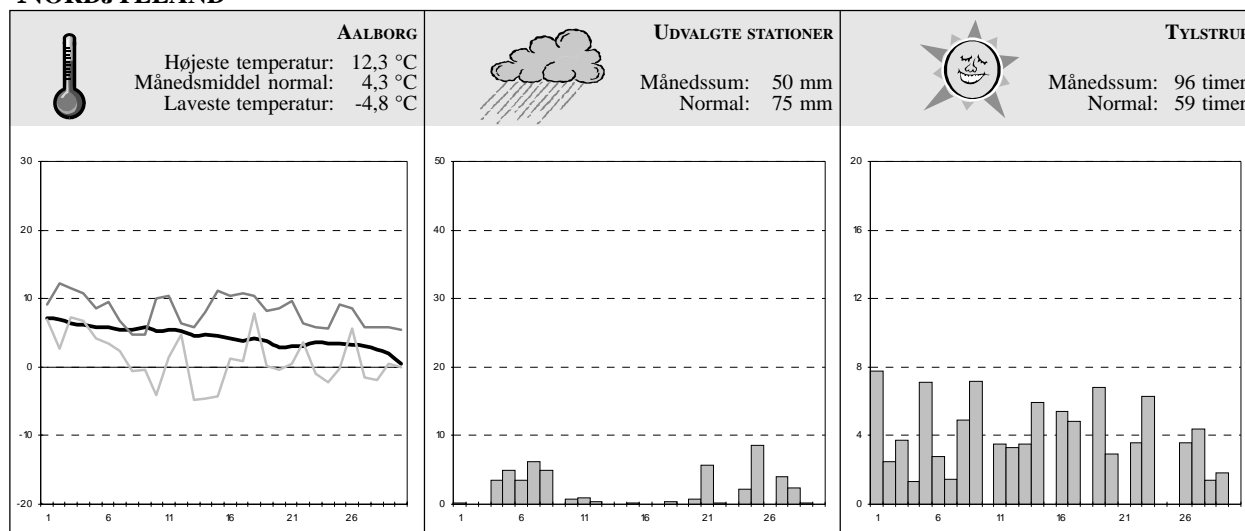 AALBORG
Højeste temperatur: 12,3 °C
Månedsmiddel normal: 4,3 °C
Laveste temperatur: -4,8 °C
UDVALGTE STATIONER
Månedssum: 50 mm
Normal: 75 mm
TYLSTRUP
Månedssum: 96 timer
Normal: 59 timer
30
20
10
0
-10
-20
1 6 11 16 21 26
50
40
30
20
10
0
1 6 11 16 21 26
20
16
12
8
4
0
1 6 11 16 21 26